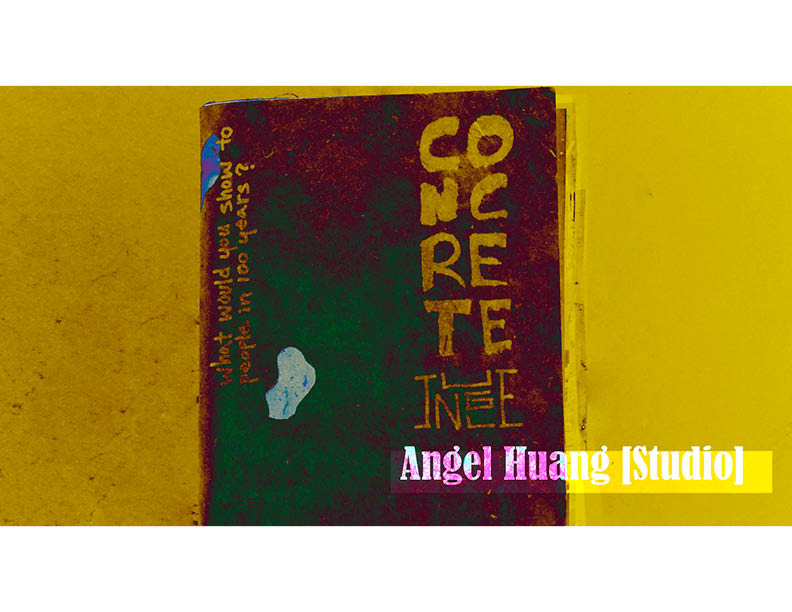 What would you show to
people in 100 years?
CO
NC
RE
TE
Angel Huang [Studio]